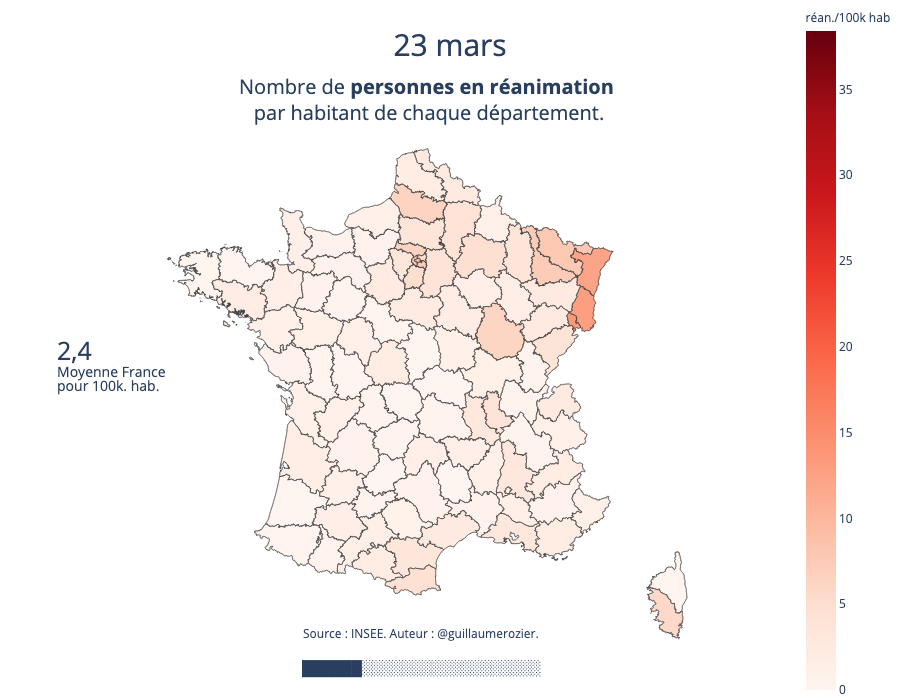 réan./100k hab
23 mars
Nombre de personnes en réanimation
par habitant de chaque département.
35
30
25
20
15
10
5
0
2,4
Moyenne France
pour 100k. hab.
Source : INSEE. Auteur : @guillaumerozier.